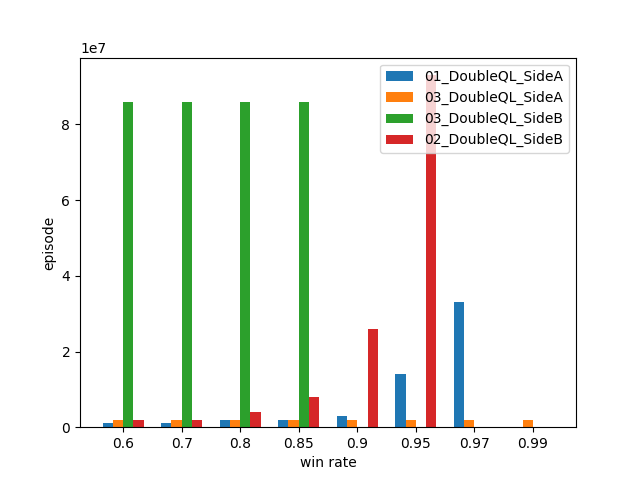 1e7
01_DoubleQL_SideA
03_DoubleQL_SideA
03_DoubleQL_SideB
02_DoubleQL_SideB
8
6
4
2
0
episode
0.6 0.7 0.8 0.85 0.9 0.95 0.97 0.99
win rate